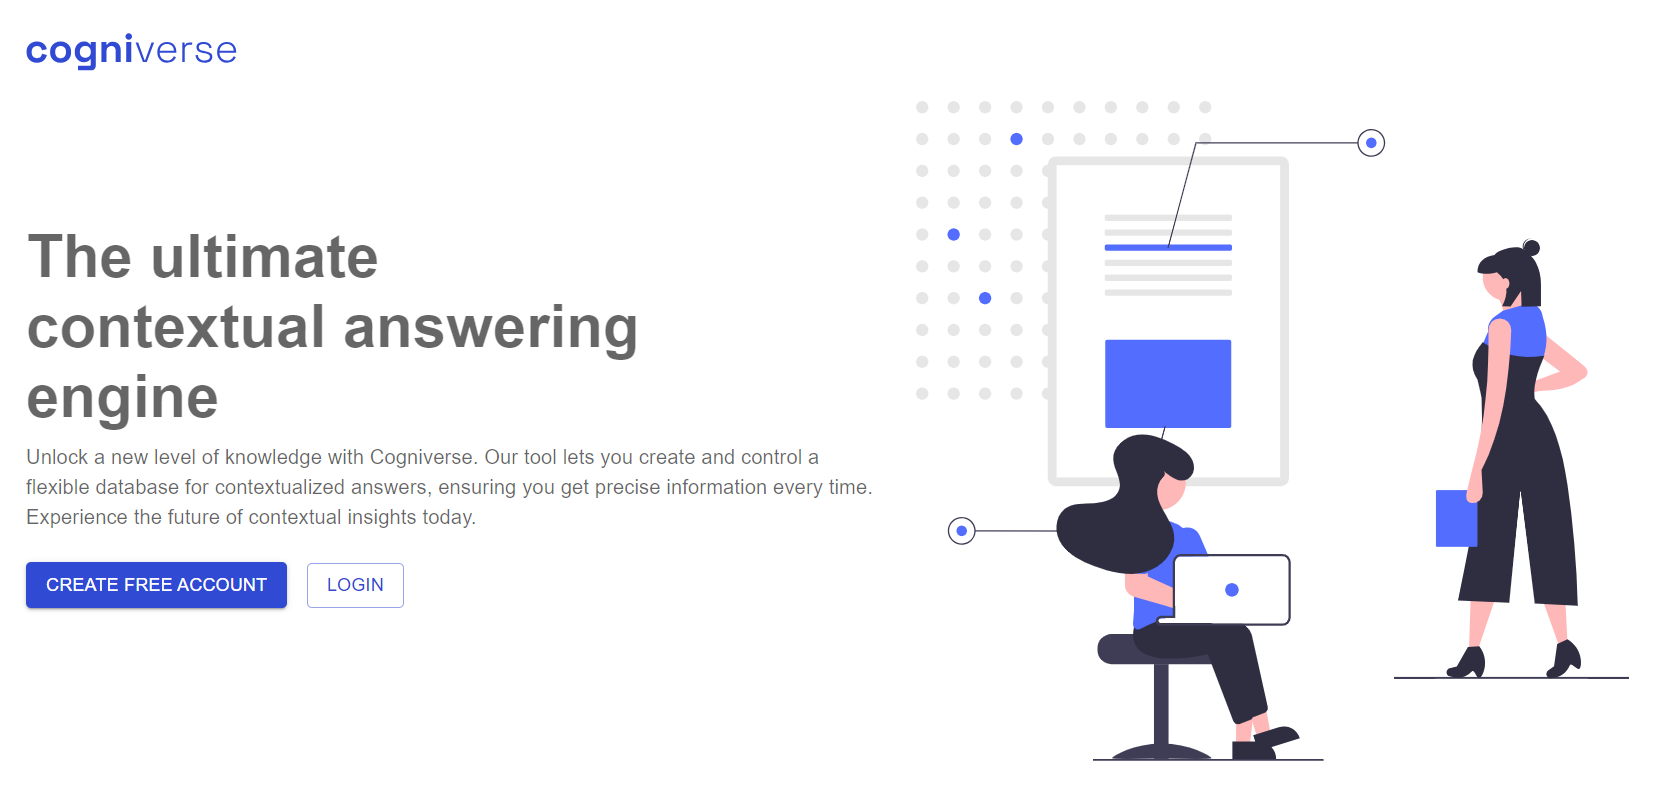 cogniverse
The ultimate
contextual answering
engine
Unlock a new level of knowledge with Cogniverse. Our tool lets you create and control a
flexible database for contextualized answers, ensuring you get precise information every time.
Experience the future of contextual insights today.
CREATE FREE ACCOUNT
LOGIN